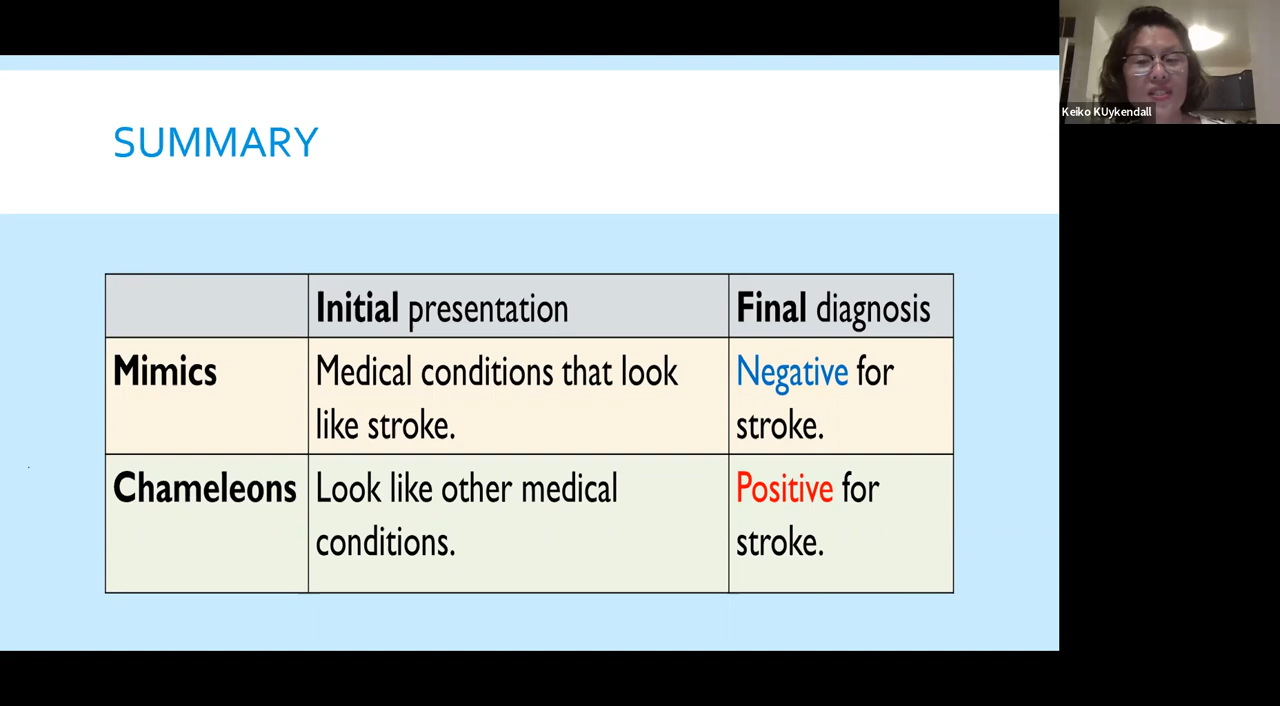 Keiko KUykendall
SUMMARY
Initial presentation
Final diagnosis
Mimics
Medical conditions that look
like stroke.
Negative for
stroke.
Chameleons
Look like other medical
conditions.
Positive for
stroke.